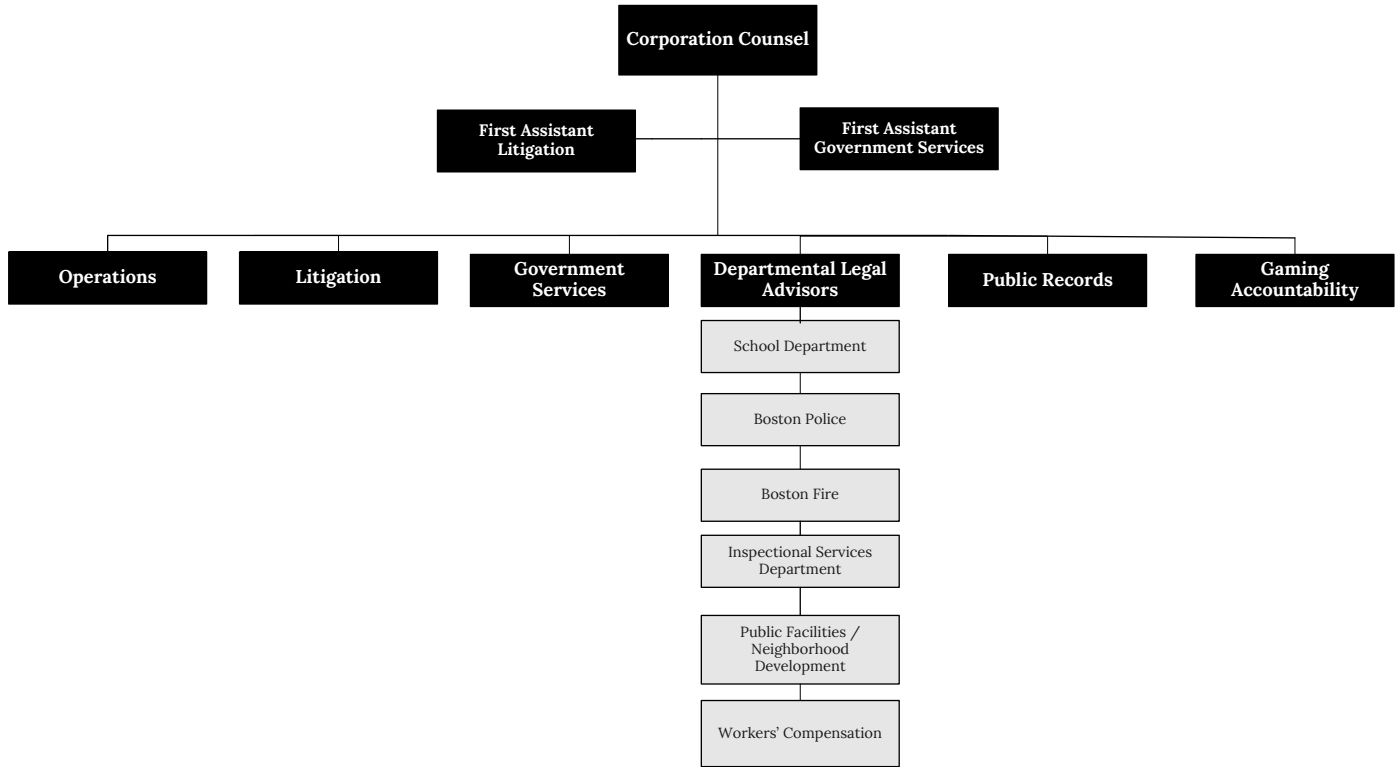 Corporation Counsel
First Assistant
Litigation
First Assistant
Government Services
Operations
Litigation
Government
Services
Departmental Legal
Advisors
Public Records
Gaming
Accountability
School Department
Boston Police
Boston Fire
Inspectional Services
Department
Public Facilities /
Neighborhood
Development
Workers’ Compensation